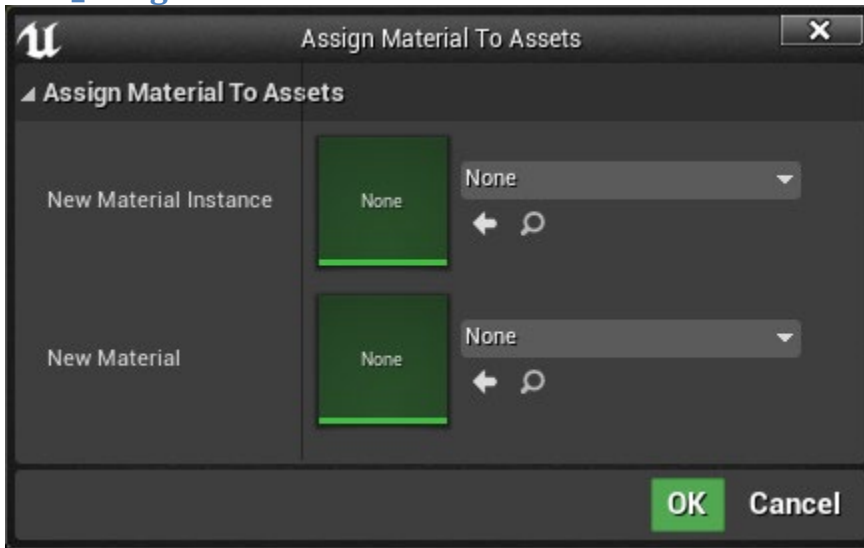 Assign Material To Assets
Assign Material To Assets
New Material Instance
None
None
New Material
None
None
OK
Cancel